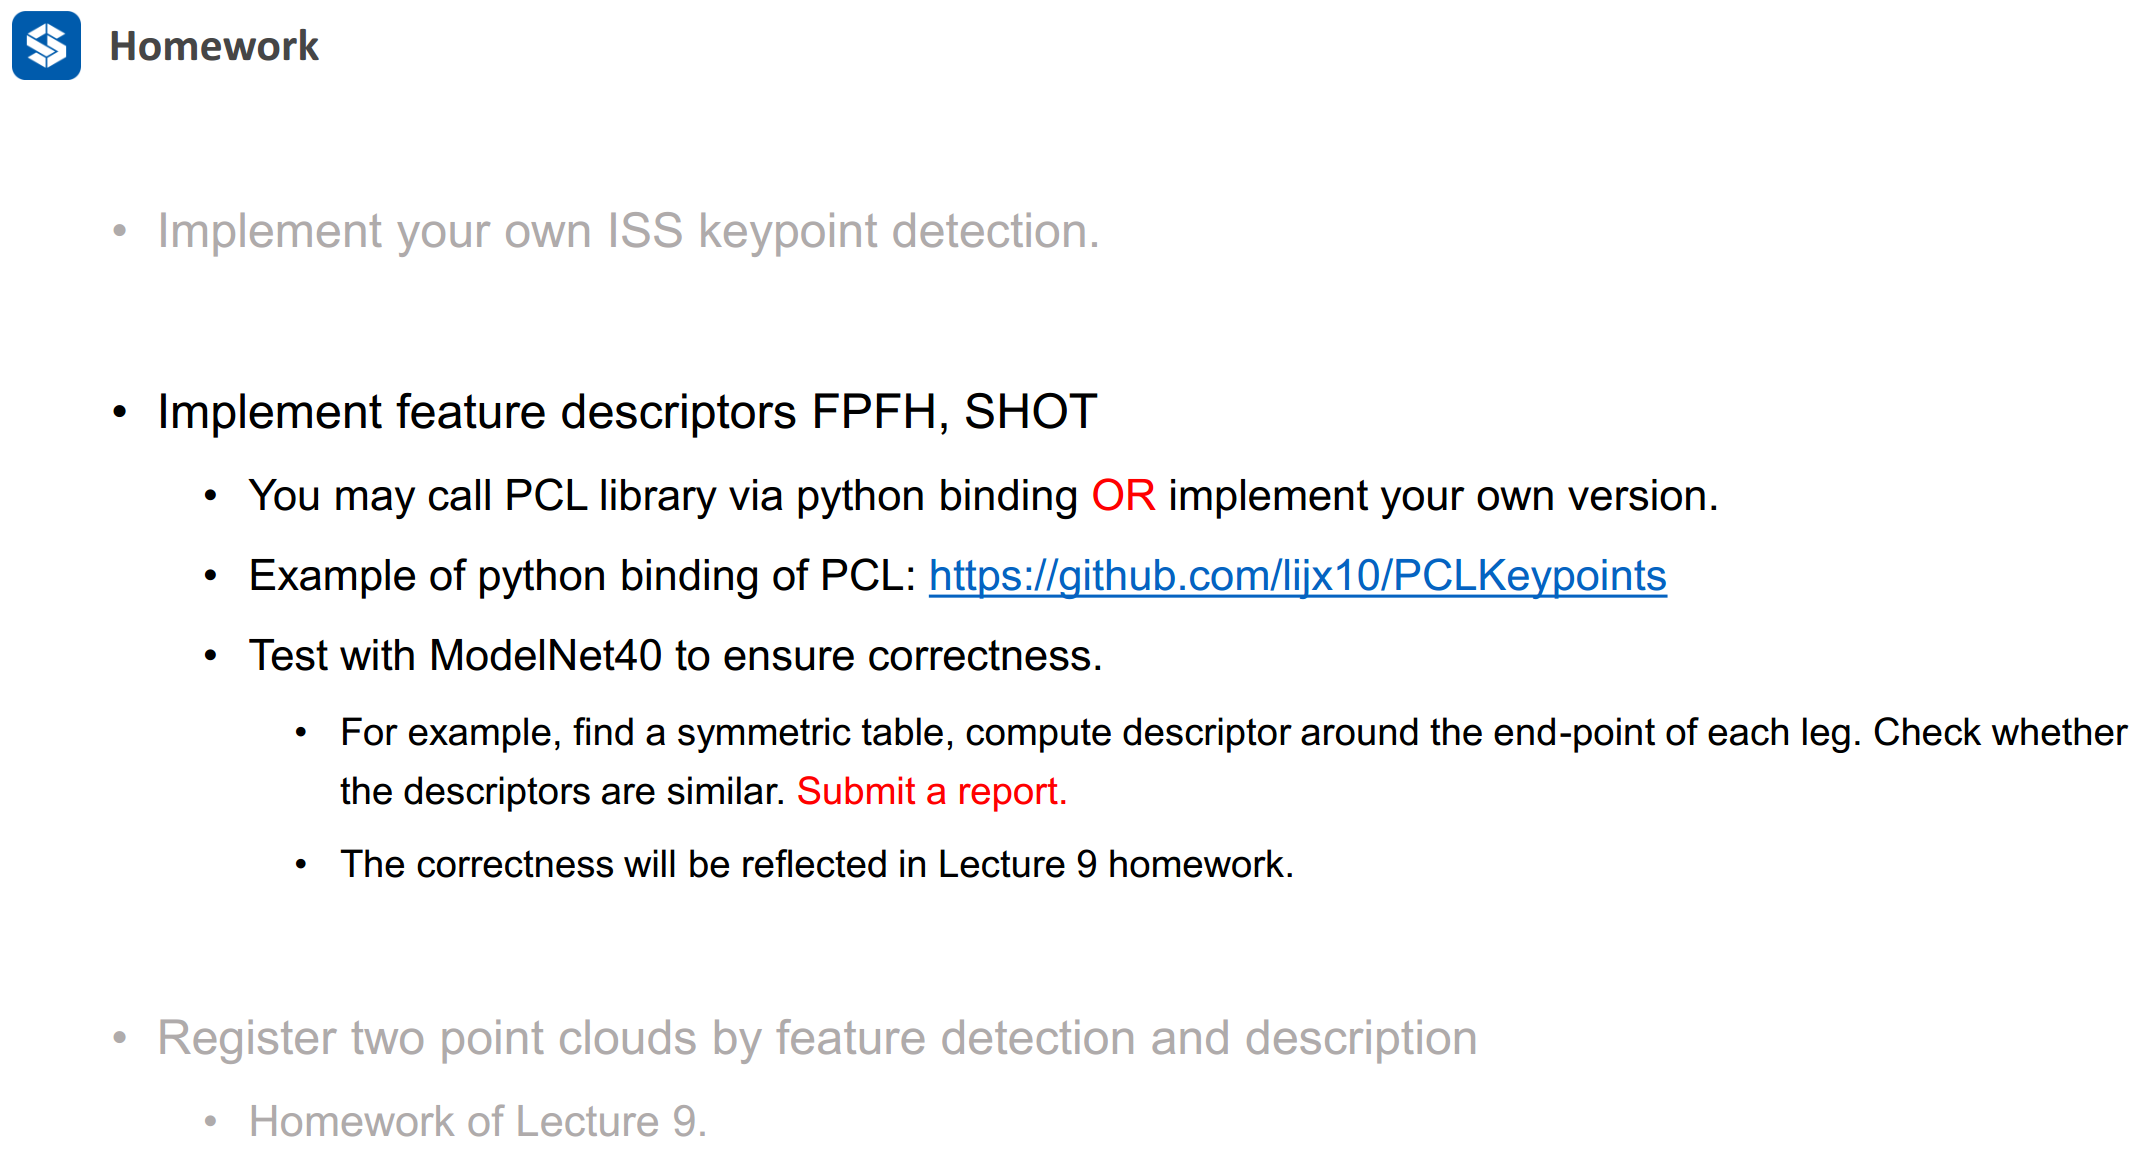 Homework
• Implement your own ISS keypoint detection.
• Implement feature descriptors FPFH, SHOT
• You may call PCL library via python binding OR implement your own version.
• Example of python binding of PCL: https://github.com/lijx10/PCLKeypoints
• Test with ModelNet40 to ensure correctness.
• For example, find a symmetric table, compute descriptor around the end-point of each leg. Check whether
the descriptors are similar. Submit a report.
• The correctness will be reflected in Lecture 9 homework.
• Register two point clouds by feature detection and description
• Homework of Lecture 9.